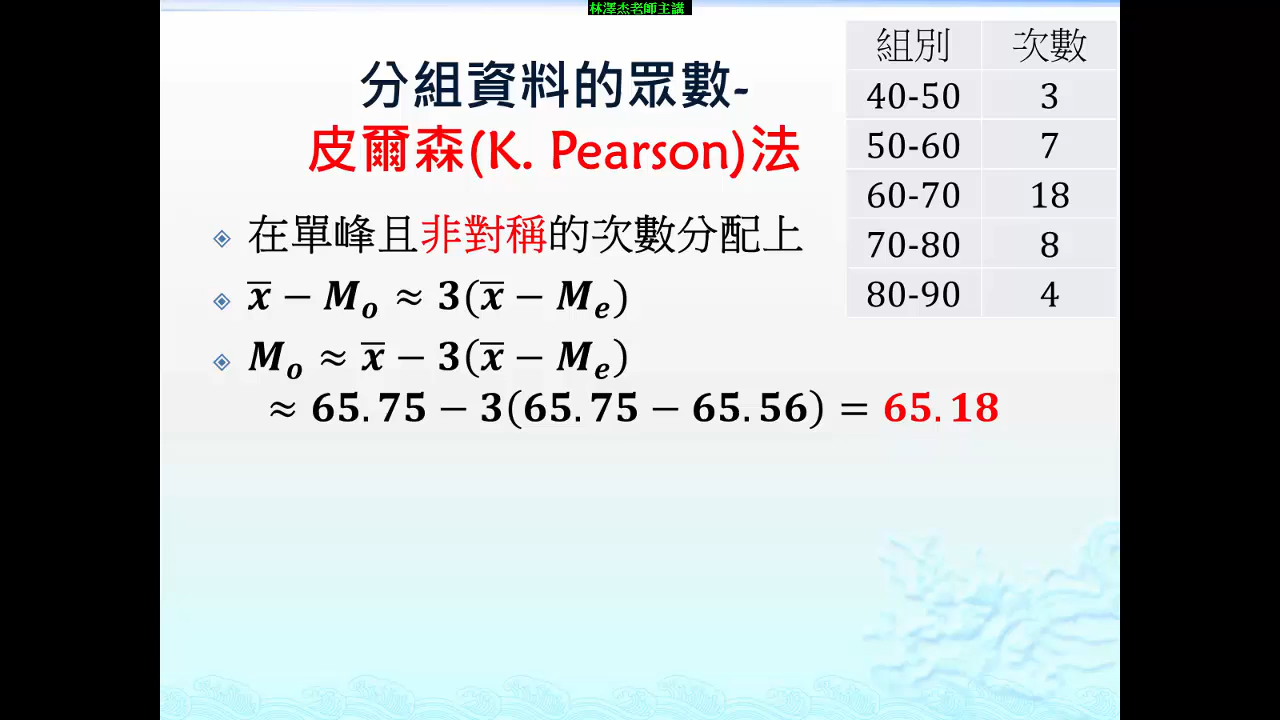 林澤杰老師主講
分組資料的眾數-
皮爾森(K. Pearson)法
在單峰且非對稱的次數分配上
x̄ − Mₒ ≈ 3(x̄ − Mₑ)
Mₒ ≈ x̄ − 3(x̄ − Mₑ)
≈ 65.75 − 3(65.75 − 65.56) = 65.18
組別 次數
40-50 3
50-60 7
60-70 18
70-80 8
80-90 4